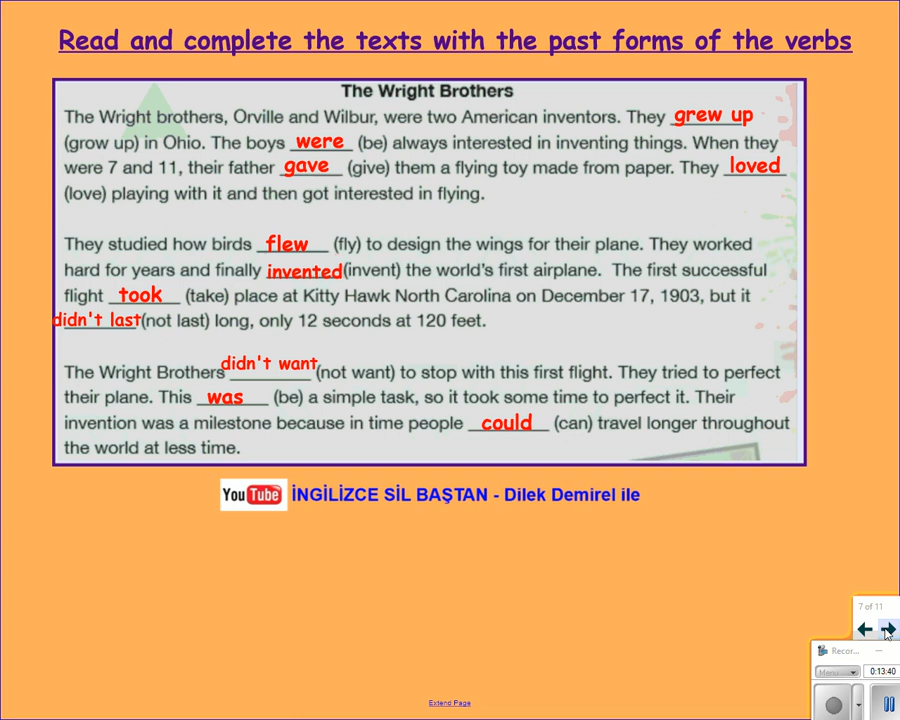 Read and complete the texts with the past forms of the verbs
The Wright Brothers
The Wright brothers, Orville and Wilbur, were two American inventors. They grew up
(grow up) in Ohio. The boys were (be) always interested in inventing things. When they
were 7 and 11, their father gave (give) them a flying toy made from paper. They loved
(love) playing with it and then got interested in flying.
They studied how birds flew (fly) to design the wings for their plane. They worked
hard for years and finally invented (invent) the world's first airplane. The first successful
flight took (take) place at Kitty Hawk North Carolina on December 17, 1903, but it
didn't last (not last) long, only 12 seconds at 120 feet.
The Wright Brothers didn't want (not want) to stop with this first flight. They tried to perfect
their plane. This was (be) a simple task, so it took some time to perfect it. Their
invention was a milestone because in time people could (can) travel longer throughout
the world at less time.
YouTube İNGİLİZCE SİL BAŞTAN - Dilek Demirel ile
7 of 11
Recor...
Menu 0:13:40
Extend Page